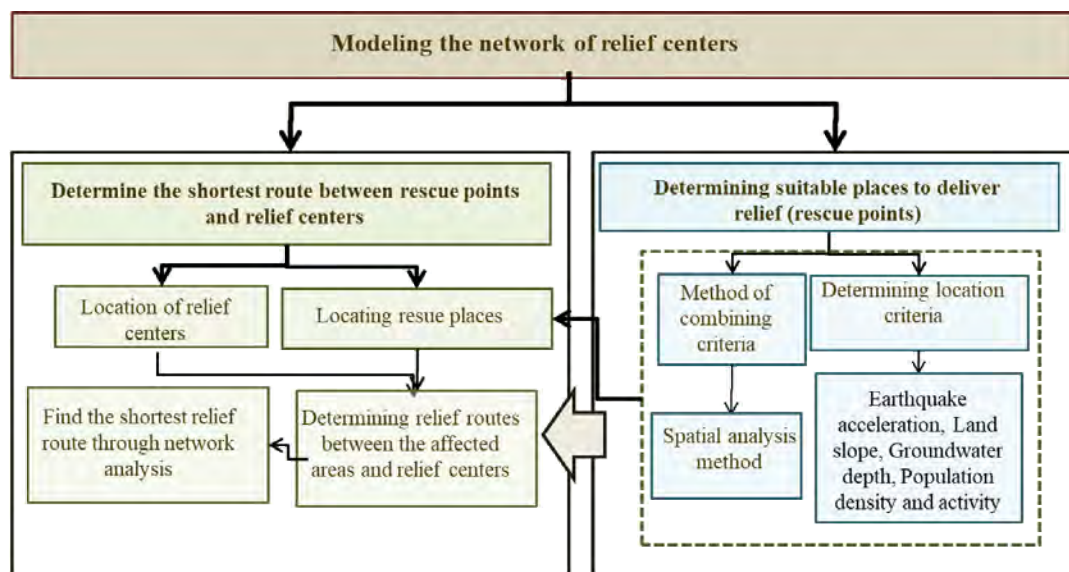 Modeling the network of relief centers
Determine the shortest route between rescue points
and relief centers
Location of relief
centers
Locating resue places
Find the shortest relief
route through network
analysis
Determining relief routes
between the affected
areas and relief centers
Determining suitable places to deliver
relief (rescue points)
Method of
combining
criteria
Determining location
criteria
Spatial analysis
method
Earthquake
acceleration, Land
slope, Groundwater
depth, Population
density and activity